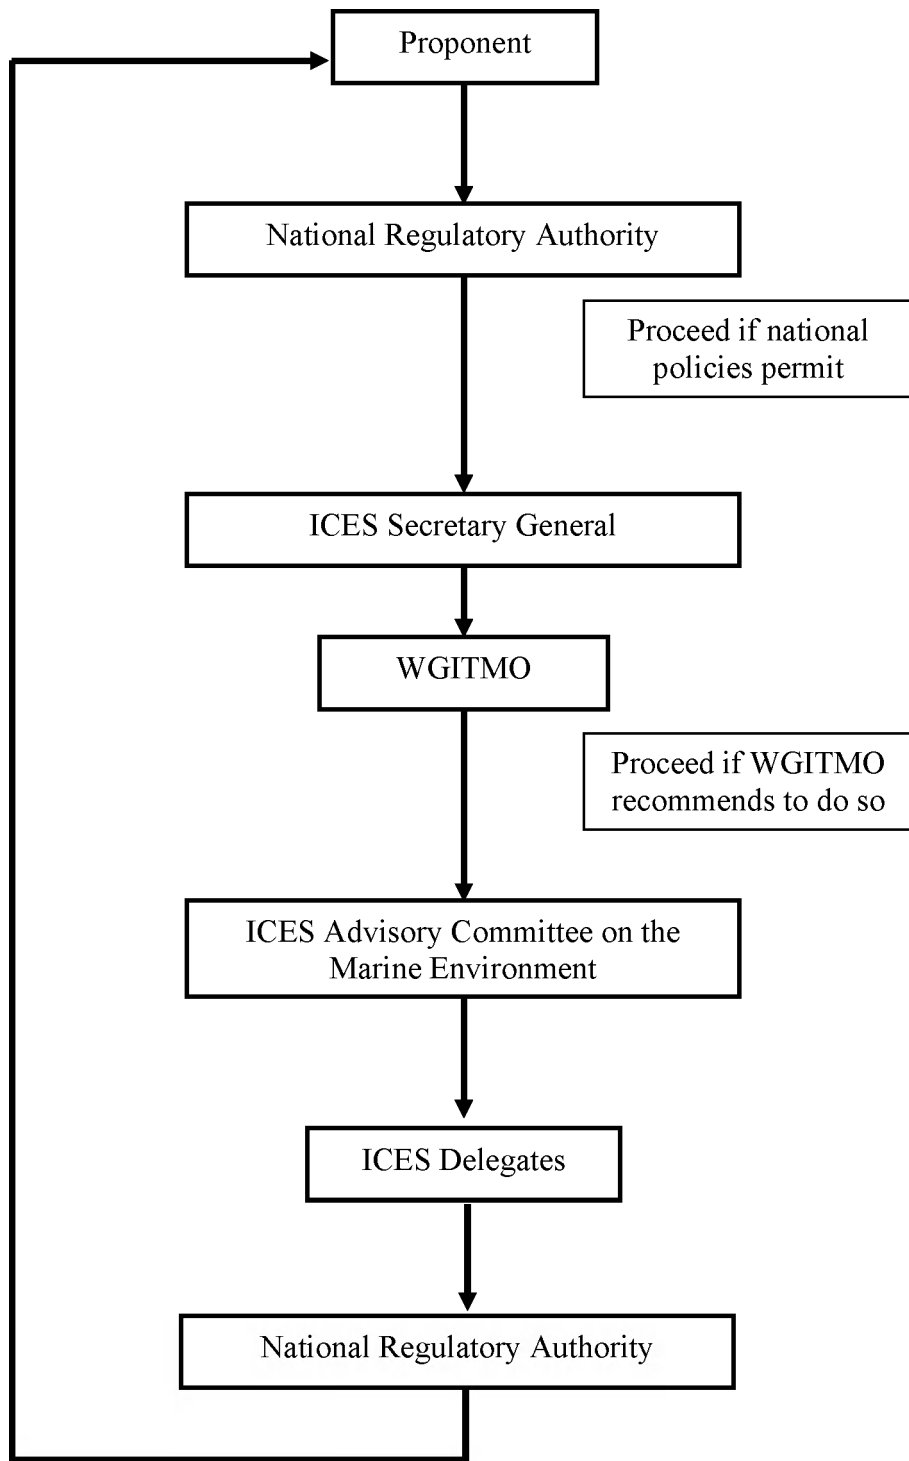 Proponent
National Regulatory Authority
Proceed if national
policies permit
ICES Secretary General
WGITMO
Proceed if WGITMO
recommends to do so
ICES Advisory Committee on the
Marine Environment
ICES Delegates
National Regulatory Authority